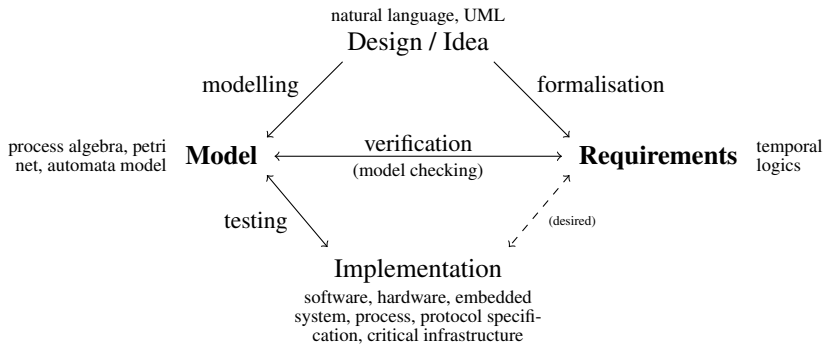 natural language, UML
Design / Idea
modelling
formalisation
process algebra, petri
net, automata model
Model
verification
(model checking)
Requirements
temporal
logics
testing
(desired)
Implementation
software, hardware, embedded
system, process, protocol specifi-
cation, critical infrastructure